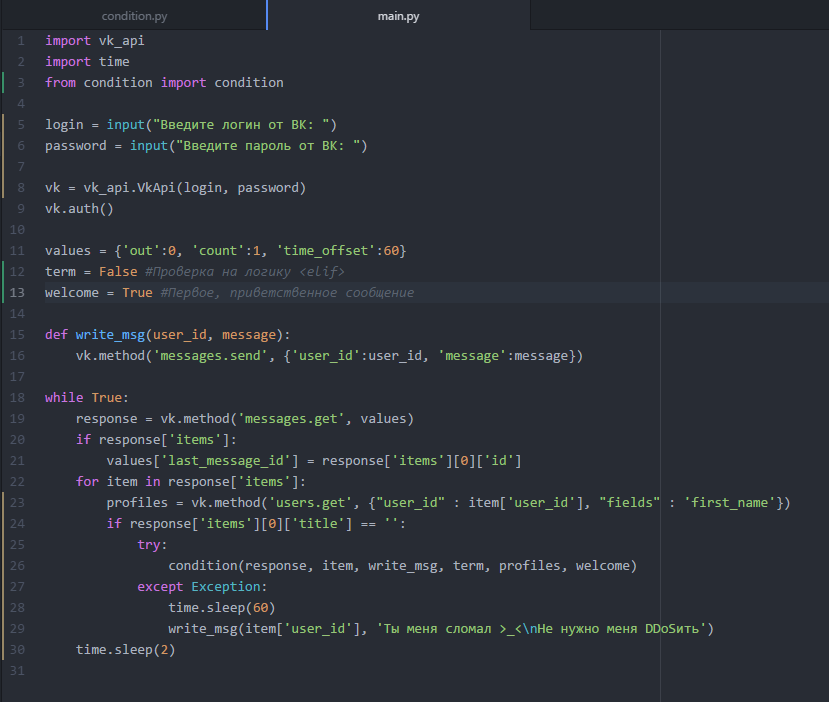 condition.py
main.py
1 import vk_api
2 import time
3 from condition import condition
4
5 login = input("Введите логин от ВК: ")
6 password = input("Введите пароль от ВК: ")
7
8 vk = vk_api.VkApi(login, password)
9 vk.auth()
10
11 values = {'out':0, 'count':1, 'time_offset':60}
12 term = False #Проверка на логику <elif>
13 welcome = True #Первое, приветственное сообщение
14
15 def write_msg(user_id, message):
16     vk.method('messages.send', {'user_id':user_id, 'message':message})
17
18 while True:
19     response = vk.method('messages.get', values)
20     if response['items']:
21         values['last_message_id'] = response['items'][0]['id']
22     for item in response['items']:
23         profiles = vk.method('users.get', {"user_id" : item['user_id'], "fields" : 'first_name'})
24         if response['items'][0]['title'] == '':
25             try:
26                 condition(response, item, write_msg, term, profiles, welcome)
27             except Exception:
28                 time.sleep(60)
29                 write_msg(item['user_id'], 'Ты меня сломал >_<\nНе нужно меня DDoSить')
30     time.sleep(2)
31